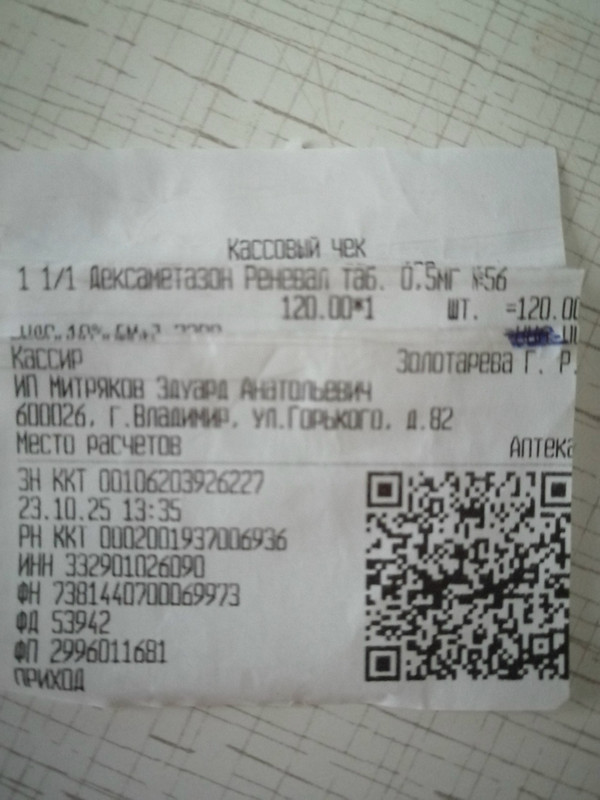 Кассовый чек
1 1/1 Дексаметазон Реневал таб. 0.5мг №56
120.00*1 шт. =120.00
Кассир Золотарева Г. Р.
ИП Митряков Эдуард Анатольевич
600026, г.Владимир, ул.Горького, д.82
Место расчетов Аптека
ЗН ККТ 00106203926227
23.10.25 13:35
РН ККТ 0002001937006936
ИНН 332901026090
ФН 7381440700069973
ФД 53942
ФП 2996011681
ПРИХОД